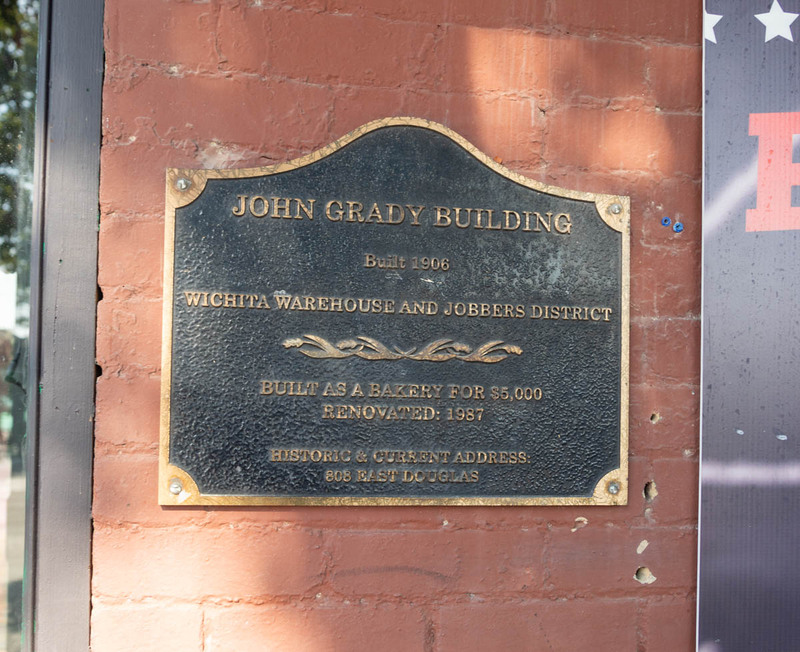 JOHN GRADY BUILDING
Built 1906
WICHITA WAREHOUSE AND JOBBERS DISTRICT
BUILT AS A BAKERY FOR $5,000
RENOVATED: 1987
HISTORIC & CURRENT ADDRESS:
808 EAST DOUGLAS